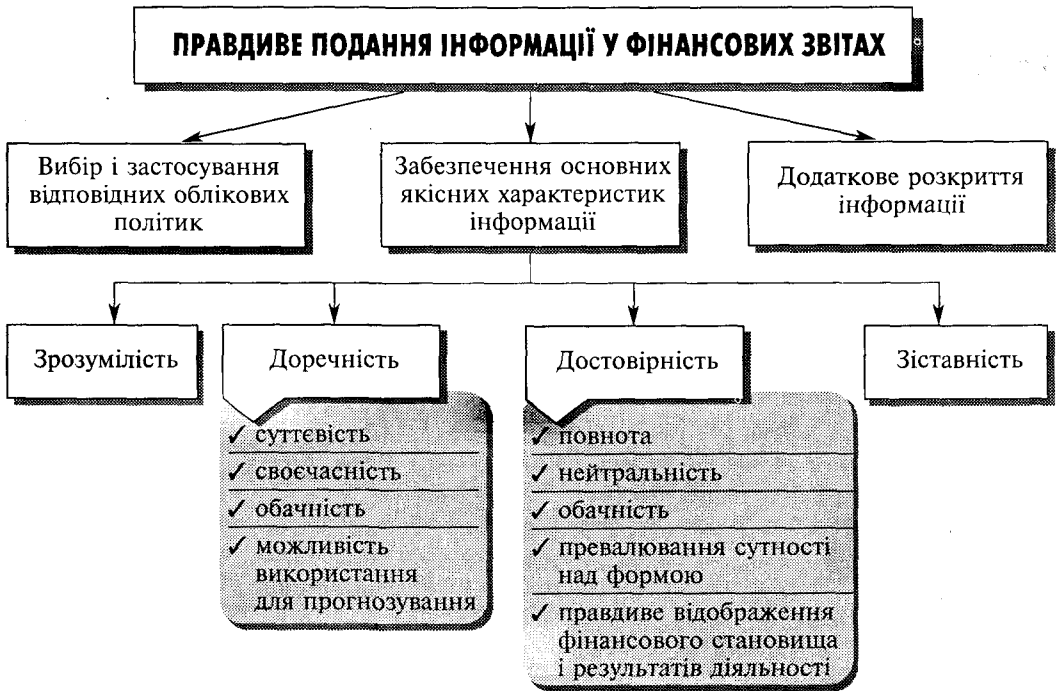 ПРАВДИВЕ ПОДАННЯ ІНФОРМАЦІЇ У ФІНАНСОВИХ ЗВІТАХ
Вибір і застосування
відповідних облікових
політик
Забезпечення основних
якісних характеристик
інформації
Додаткове розкриття
інформації
Зрозумілість
Доречність
✓ суттєвість
✓ своєчасність
✓ обачність
✓ можливість
використання
для прогнозування
Достовірність
✓ повнота
✓ нейтральність
✓ обачність
✓ превалювання сутності
над формою
✓ правдиве відображення
фінансового становища
і результатів діяльності
Зіставність